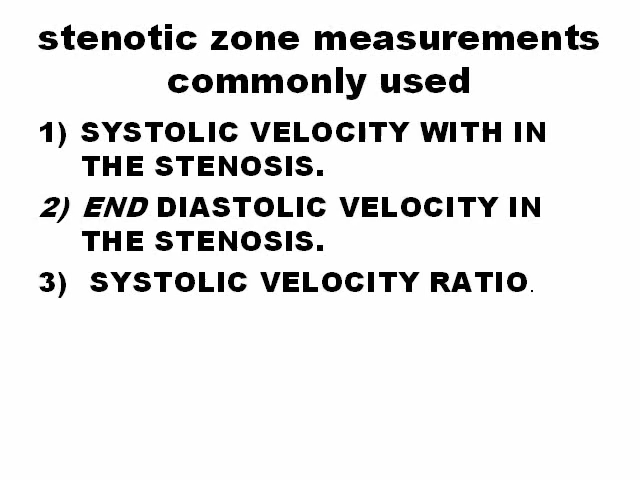 stenotic zone measurements
commonly used
1) SYSTOLIC VELOCITY WITH IN
THE STENOSIS.
2) END DIASTOLIC VELOCITY IN
THE STENOSIS.
3) SYSTOLIC VELOCITY RATIO.